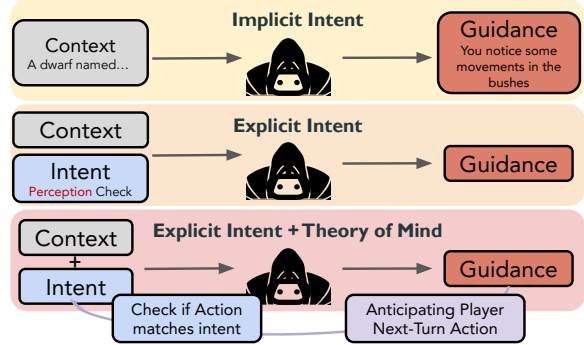 Implicit Intent
Context
A dwarf named...
Guidance
You notice some
movements in the
bushes
Explicit Intent
Context
Intent
Perception Check
Guidance
Explicit Intent + Theory of Mind
Context
+
Intent
Guidance
Check if Action
matches intent
Anticipating Player
Next-Turn Action